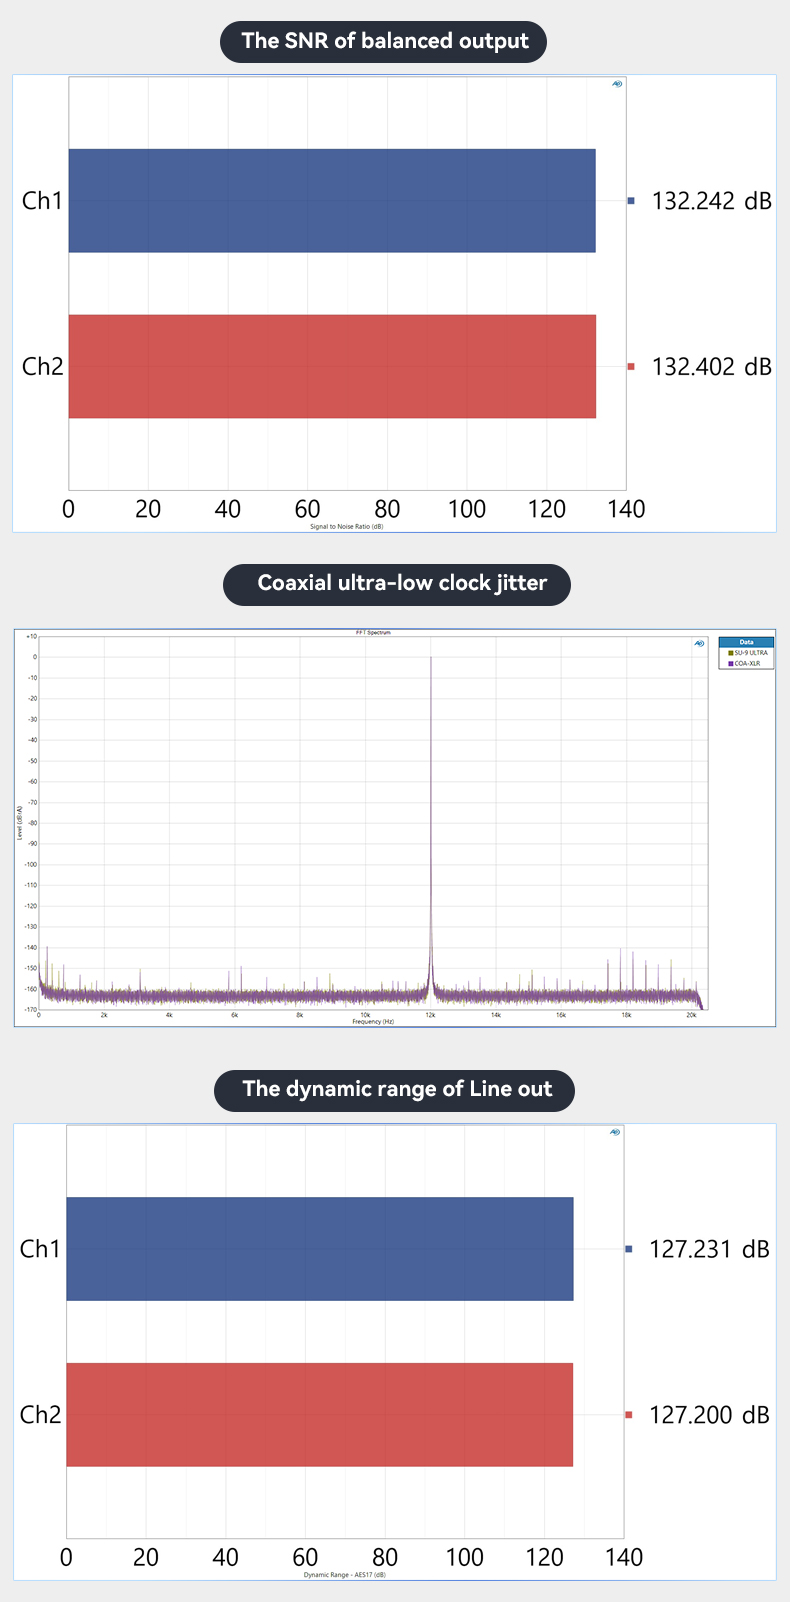 The SNR of balanced output
Ch1
132.242 dB
Ch2
132.402 dB
0 20 40 60 80 100 120 140
Signal to Noise Ratio (dB)
Coaxial ultra-low clock jitter
FFT Spectrum
Data
SU-9 ULTRA
COA-XLR
+10
0
-10
-20
-30
-40
-50
-60
-70
-80
-90
-100
-110
-120
-130
-140
-150
-160
-170
0 2k 4k 6k 8k 10k 12k 14k 16k 18k 20k
Frequency (Hz)
The dynamic range of Line out
Ch1
127.231 dB
Ch2
127.200 dB
0 20 40 60 80 100 120 140
Dynamic Range - AES17 (dB)